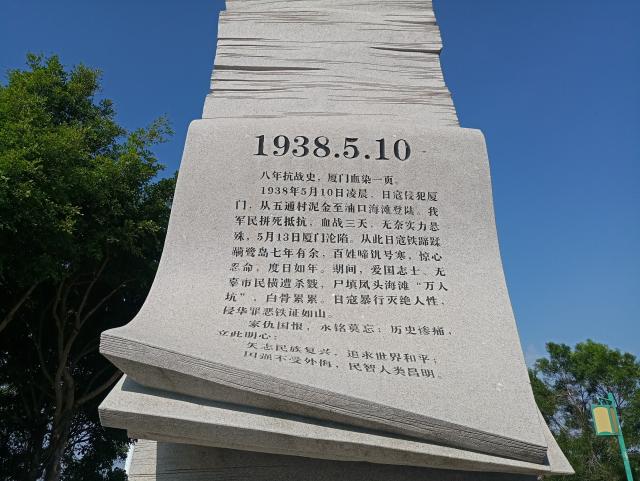 1938.5.10
八年抗战史，厦门血染一页。
1938年5月10日凌晨，日寇侵犯厦
门，从五通村泥金至浦口海滩登陆。我
军民拼死抵抗，血战三天，无奈实力悬
殊，5月13日厦门沦陷。从此日寇铁蹄蹂
躏鹭岛七年有余，百姓啼饥号寒，惊心
忍命，度日如年。期间，爱国志士、无
辜市民横遭杀戮，尸填凤头海滩“万人
坑”，白骨累累。日寇暴行灭绝人性，
侵华罪恶铁证如山。
家仇国恨，永铭莫忘；历史惨痛，
立此明心：
矢志民族复兴，追求世界和平；
国强不受外侮，民智人类昌明。